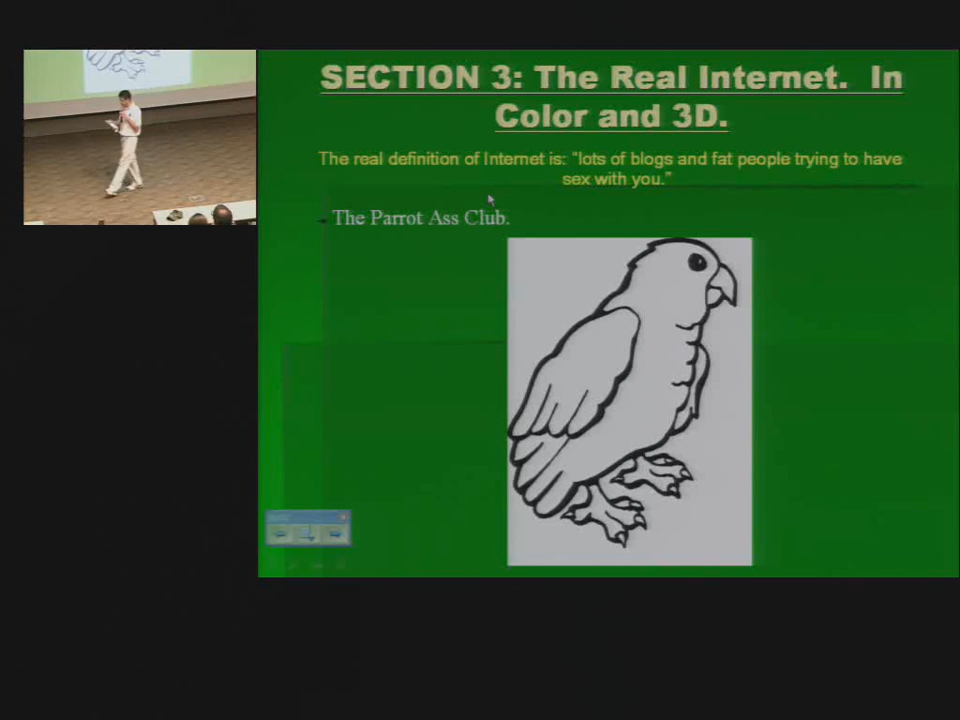 SECTION 3: The Real Internet.  In
Color and 3D.
The real definition of Internet is: "lots of blogs and fat people trying to have
sex with you."
The Parrot Ass Club.